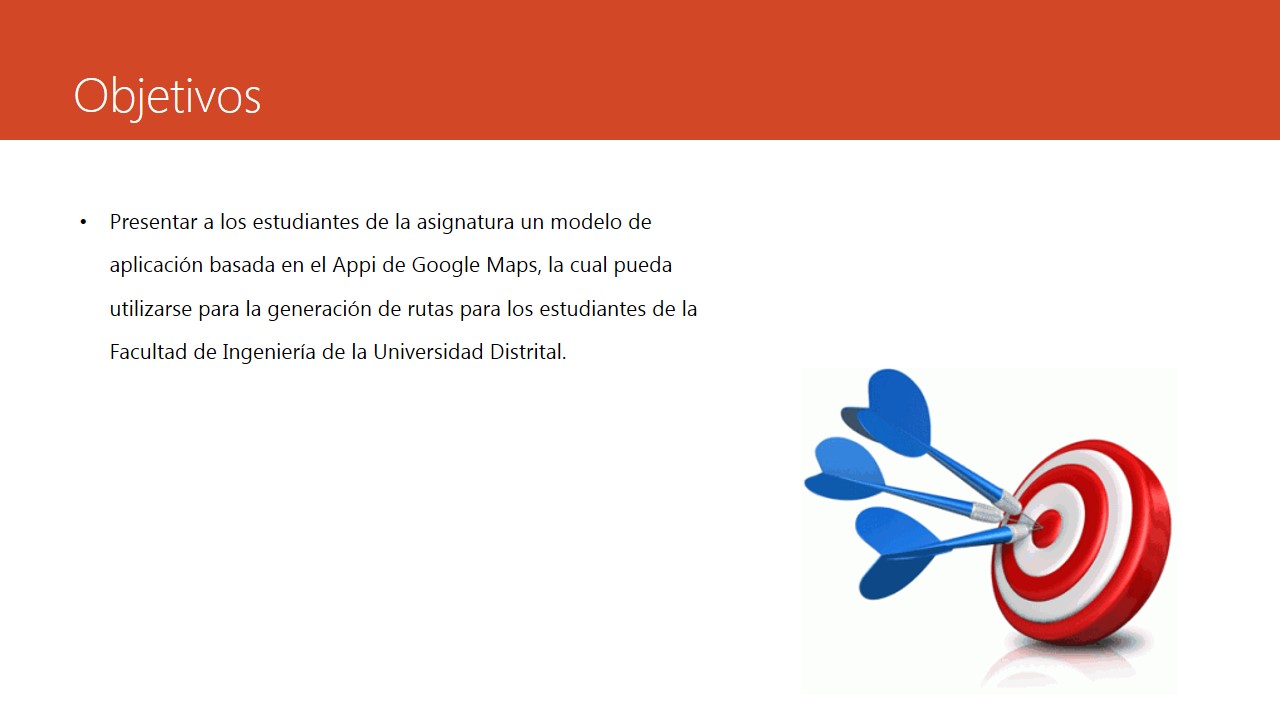 Objetivos
• Presentar a los estudiantes de la asignatura un modelo de
aplicación basada en el Appi de Google Maps, la cual pueda
utilizarse para la generación de rutas para los estudiantes de la
Facultad de Ingeniería de la Universidad Distrital.